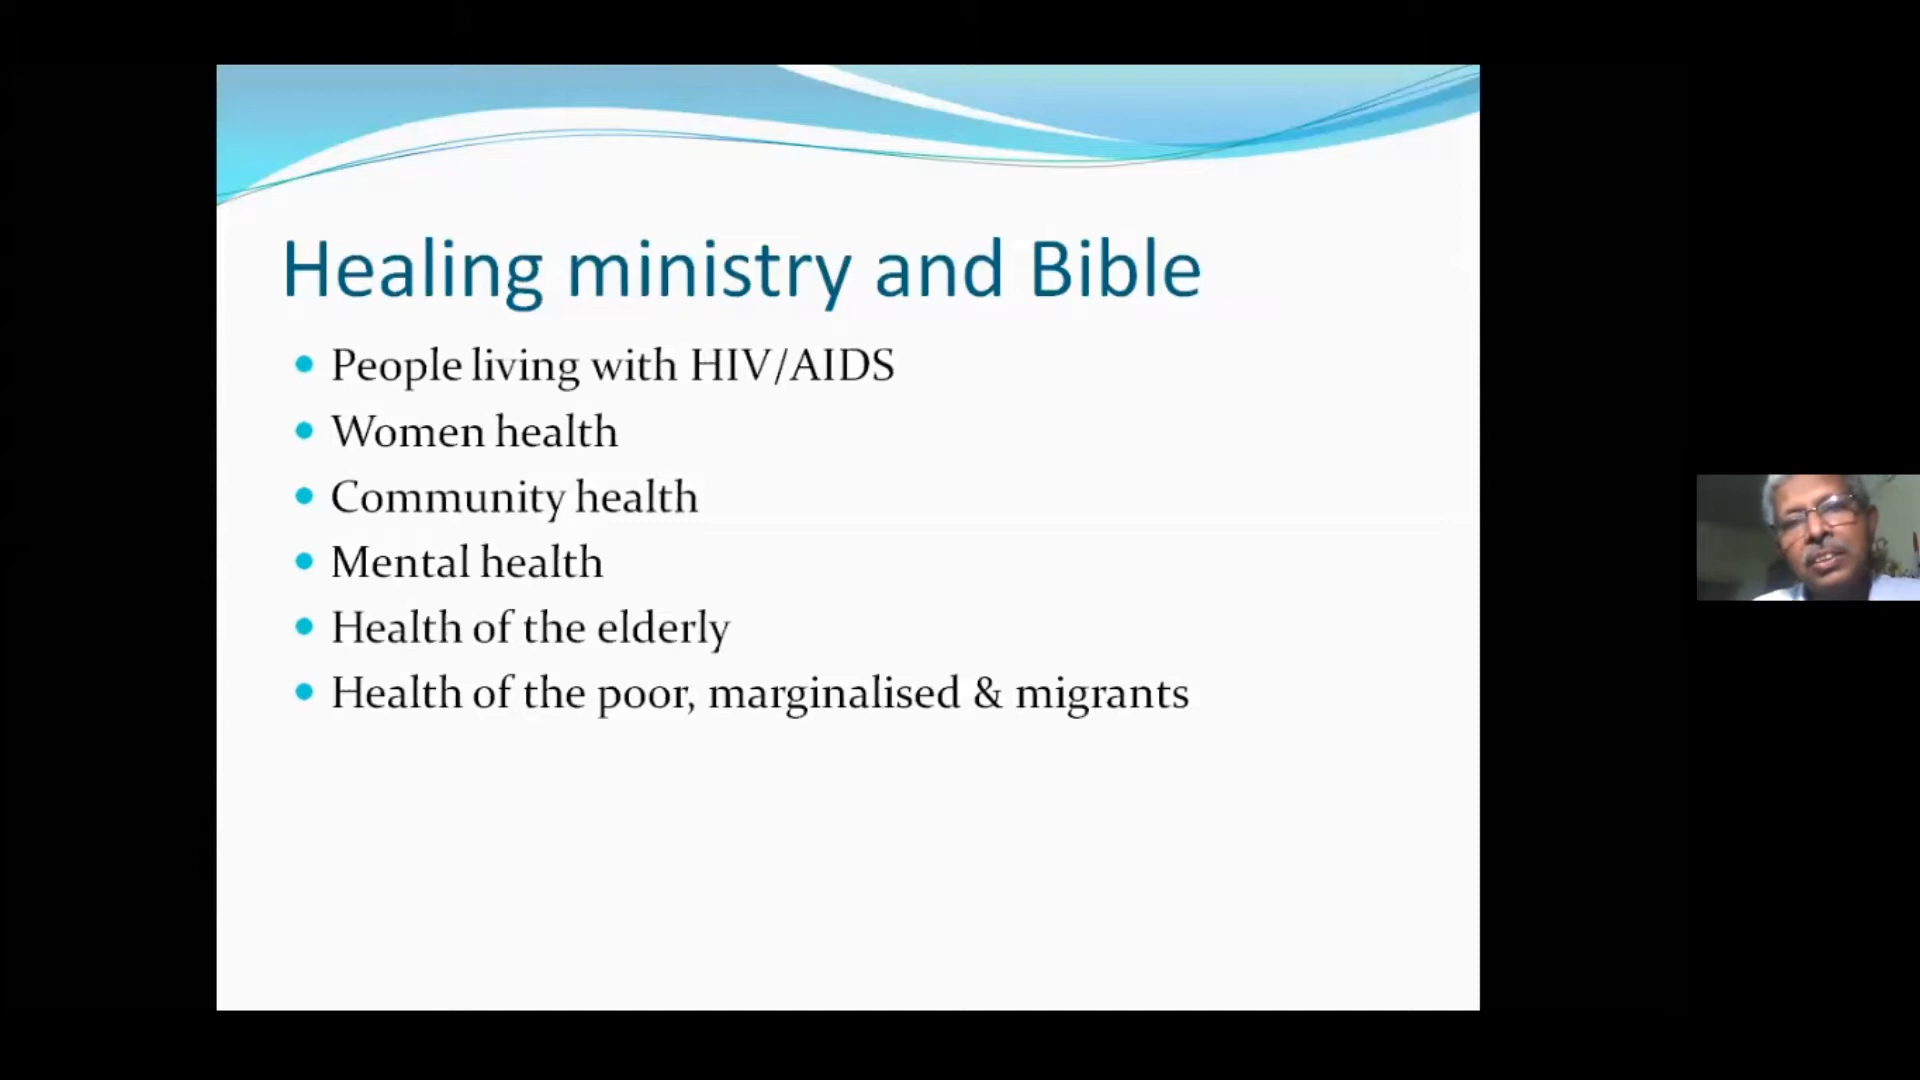 Healing ministry and Bible
People living with HIV/AIDS
Women health
Community health
Mental health
Health of the elderly
Health of the poor, marginalised & migrants